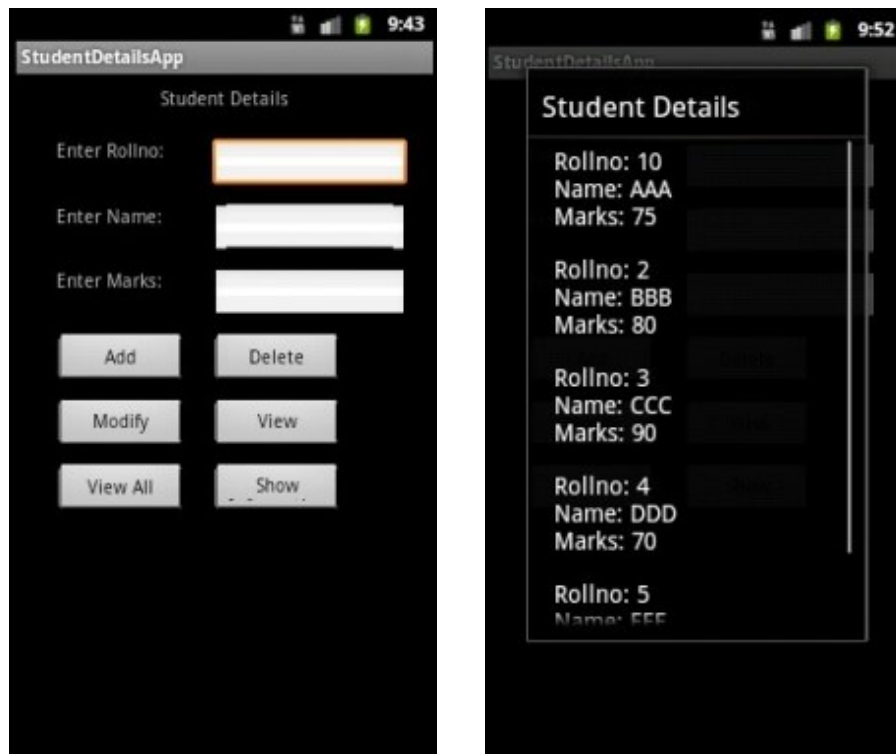 9:43
StudentDetailsApp
Student Details
Enter Rollno:
Enter Name:
Enter Marks:
Add Delete
Modify View
View All Show
9:52
StudentDetailsApp
Student Details
Rollno: 10
Name: AAA
Marks: 75
Rollno: 2
Name: BBB
Marks: 80
Rollno: 3
Name: CCC
Marks: 90
Rollno: 4
Name: DDD
Marks: 70
Rollno: 5
Name: